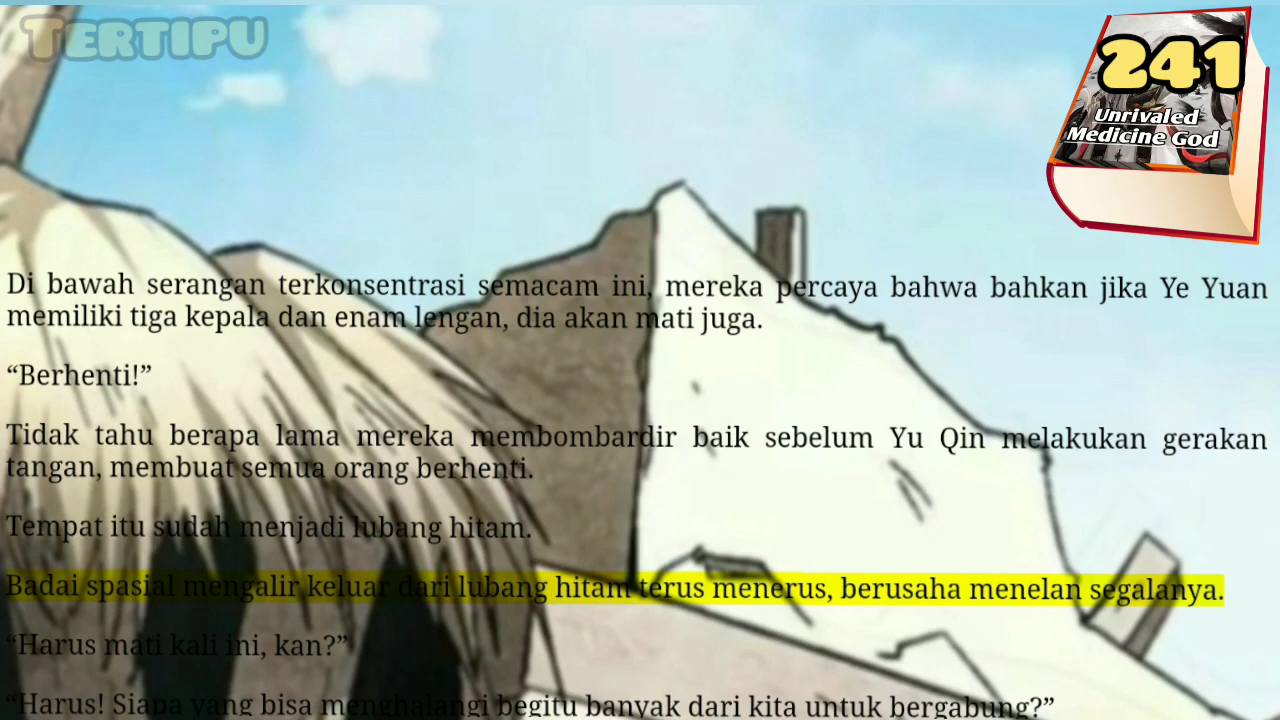 TERTIPU
241
Unrivaled
Medicine God
Di bawah serangan terkonsentrasi semacam ini, mereka percaya bahwa bahkan jika Ye Yuan
memiliki tiga kepala dan enam lengan, dia akan mati juga.
“Berhenti!”
Tidak tahu berapa lama mereka membombardir baik sebelum Yu Qin melakukan gerakan
tangan, membuat semua orang berhenti.
Tempat itu sudah menjadi lubang hitam.
Badai spasial mengalir keluar dari lubang hitam terus menerus, berusaha menelan segalanya.
“Harus mati kali ini, kan?”
“Harus! Siapa yang bisa menghalangi begitu banyak dari kita untuk bergabung?”